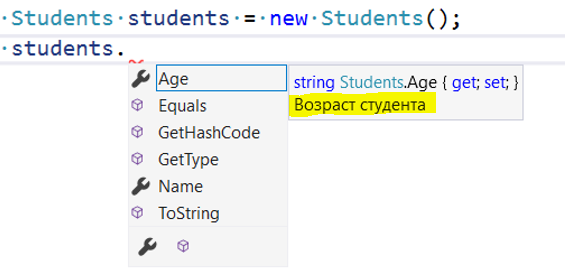 Students students = new Students();
students.
Age
string Students.Age { get; set; }
Возраст студента
Equals
GetHashCode
GetType
Name
ToString